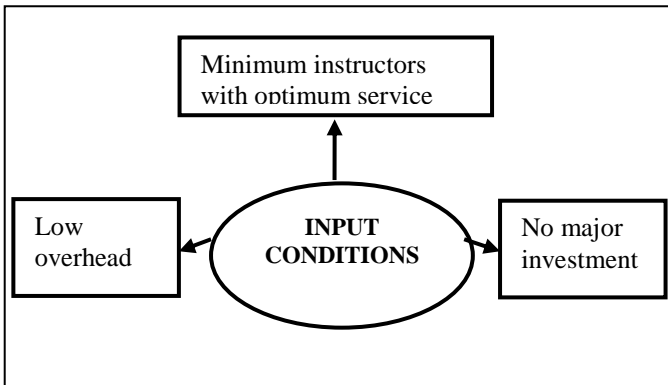 Minimum instructors
with optimum service
Low
overhead
INPUT
CONDITIONS
No major
investment